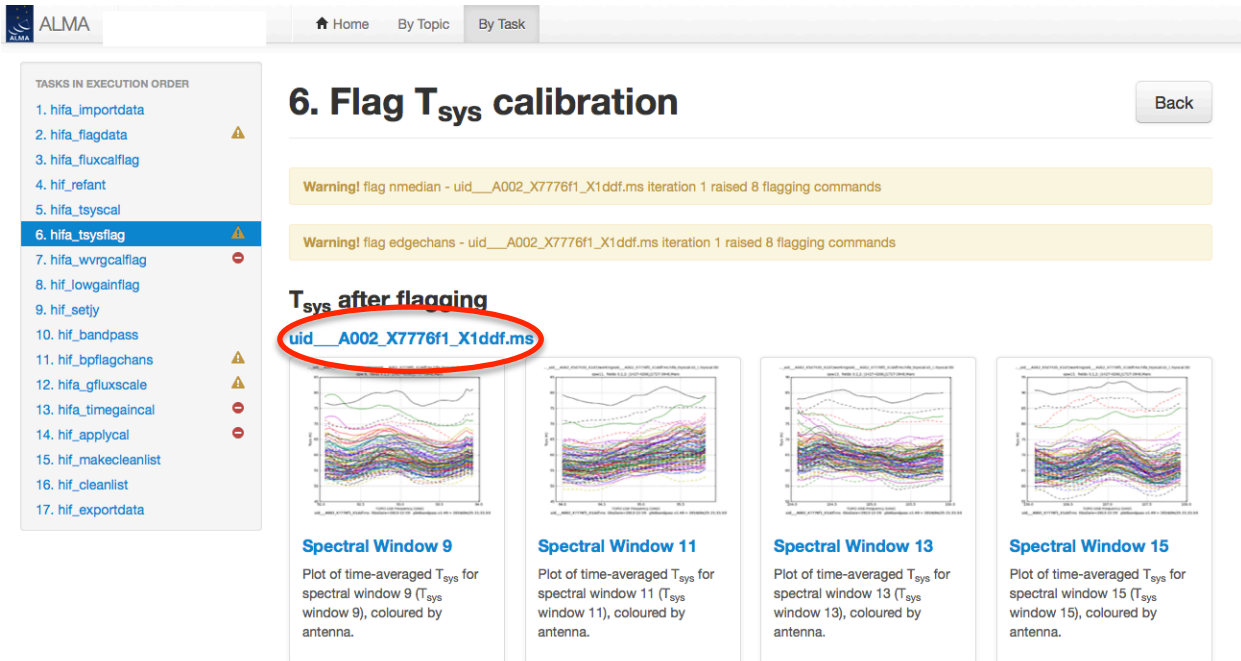 ALMA
Home By Topic By Task
TASKS IN EXECUTION ORDER
1. hifa_importdata
2. hifa_flagdata
3. hifa_fluxcalflag
4. hif_refant
5. hifa_tsyscal
6. hifa_tsysflag
7. hifa_wvrgcalflag
8. hif_lowgainflag
9. hif_setjy
10. hif_bandpass
11. hif_bpflagchans
12. hifa_gfluxscale
13. hifa_timegaincal
14. hif_applycal
15. hif_makecleanlist
16. hif_cleanlist
17. hif_exportdata
6. Flag Tsys calibration
Back
Warning! flag nmedian - uid___A002_X7776f1_X1ddf.ms iteration 1 raised 8 flagging commands
Warning! flag edgechans - uid___A002_X7776f1_X1ddf.ms iteration 1 raised 8 flagging commands
Tsys after flagging
uid___A002_X7776f1_X1ddf.ms
Spectral Window 9
Plot of time-averaged Tsys for
spectral window 9 (Tsys
window 9), coloured by
antenna.
Spectral Window 11
Plot of time-averaged Tsys for
spectral window 11 (Tsys
window 11), coloured by
antenna.
Spectral Window 13
Plot of time-averaged Tsys for
spectral window 13 (Tsys
window 13), coloured by
antenna.
Spectral Window 15
Plot of time-averaged Tsys for
spectral window 15 (Tsys
window 15), coloured by
antenna.